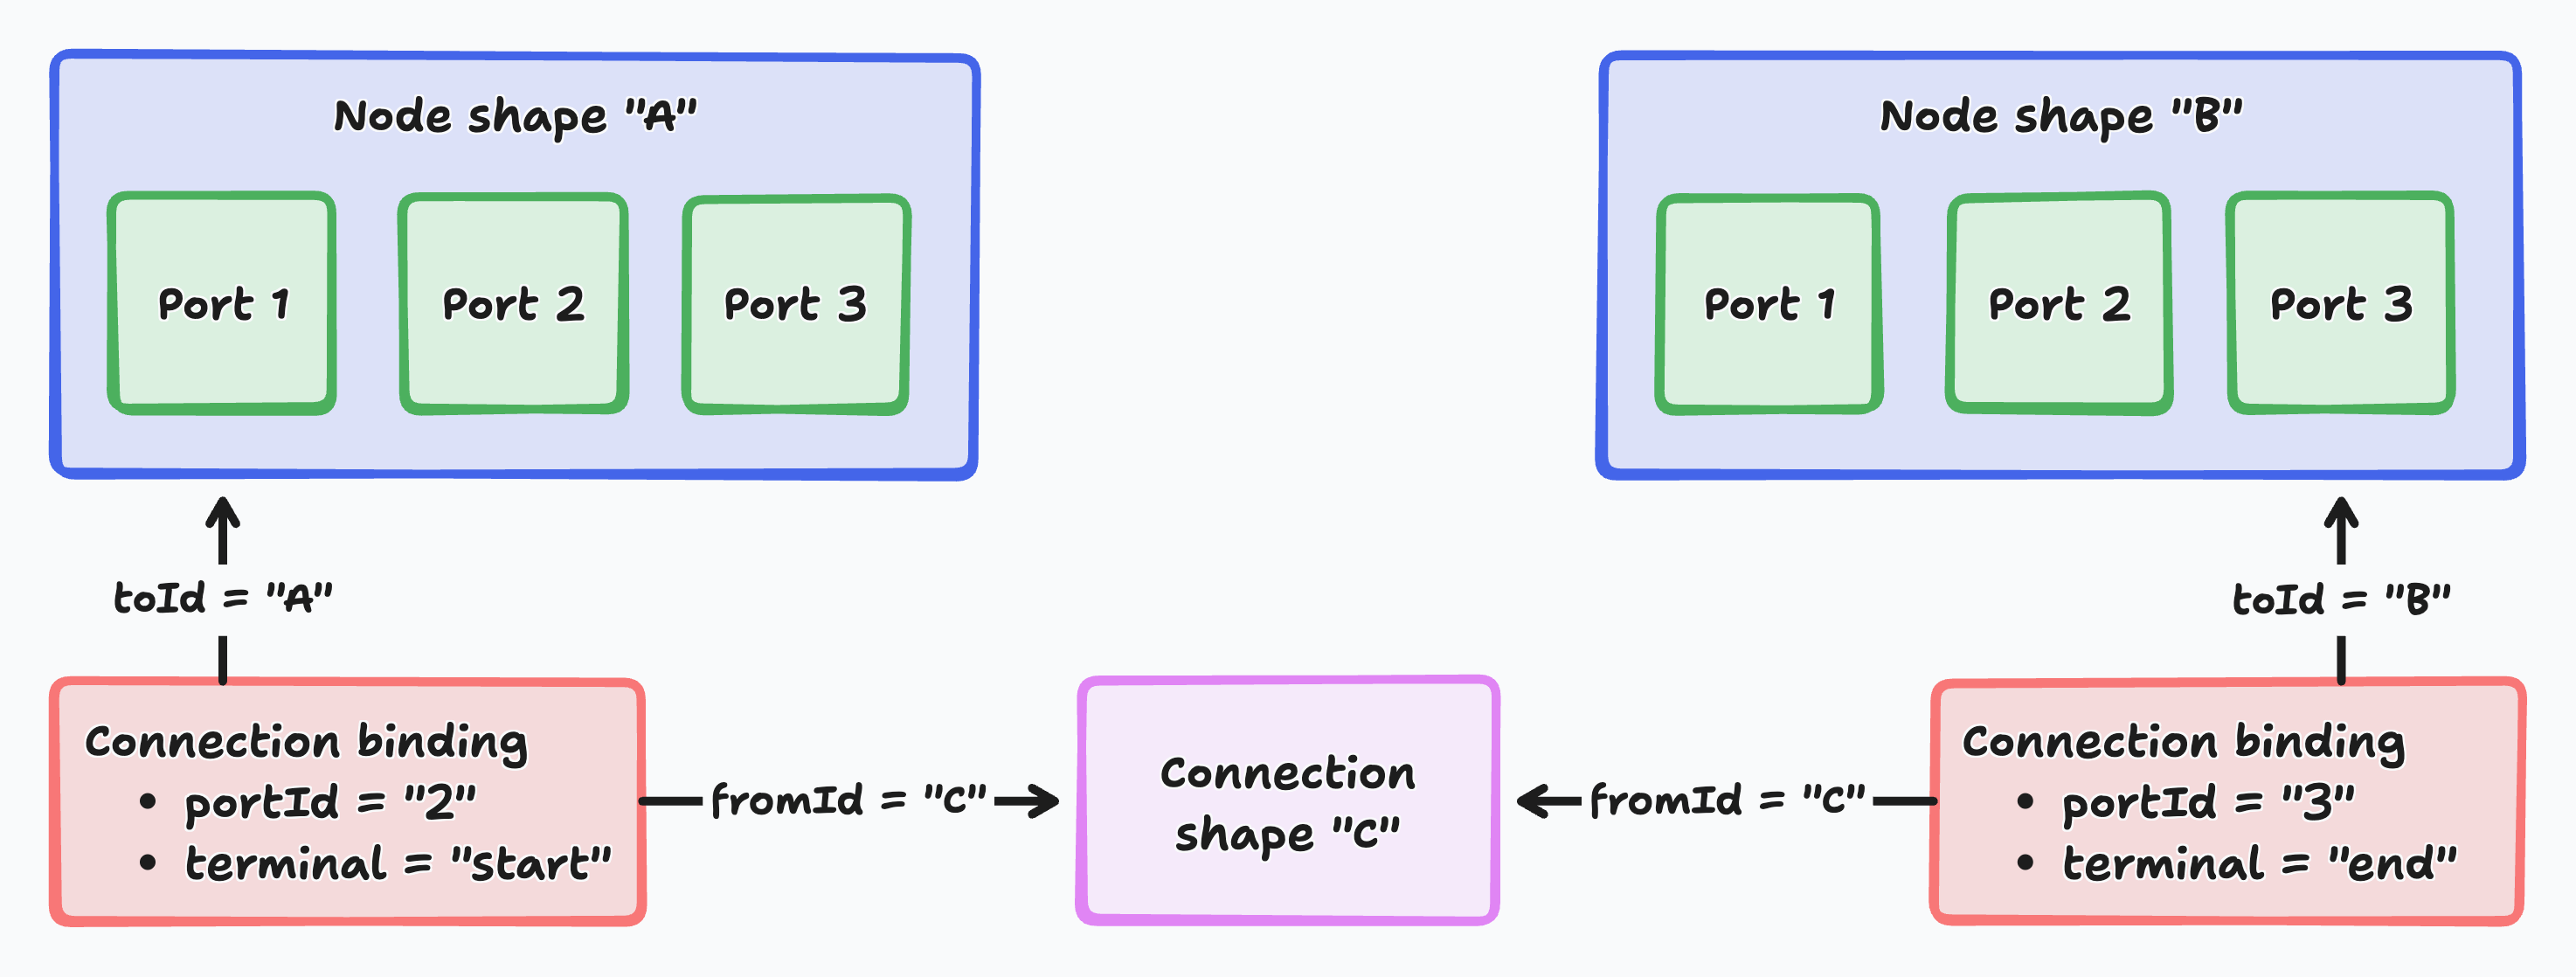 Node shape "A"
Port 1
Port 2
Port 3
Node shape "B"
Port 1
Port 2
Port 3
toId = "A"
toId = "B"
Connection binding
• portId = "2"
• terminal = "start"
fromId = "C"
Connection
shape "C"
fromId = "C"
Connection binding
• portId = "3"
• terminal = "end"